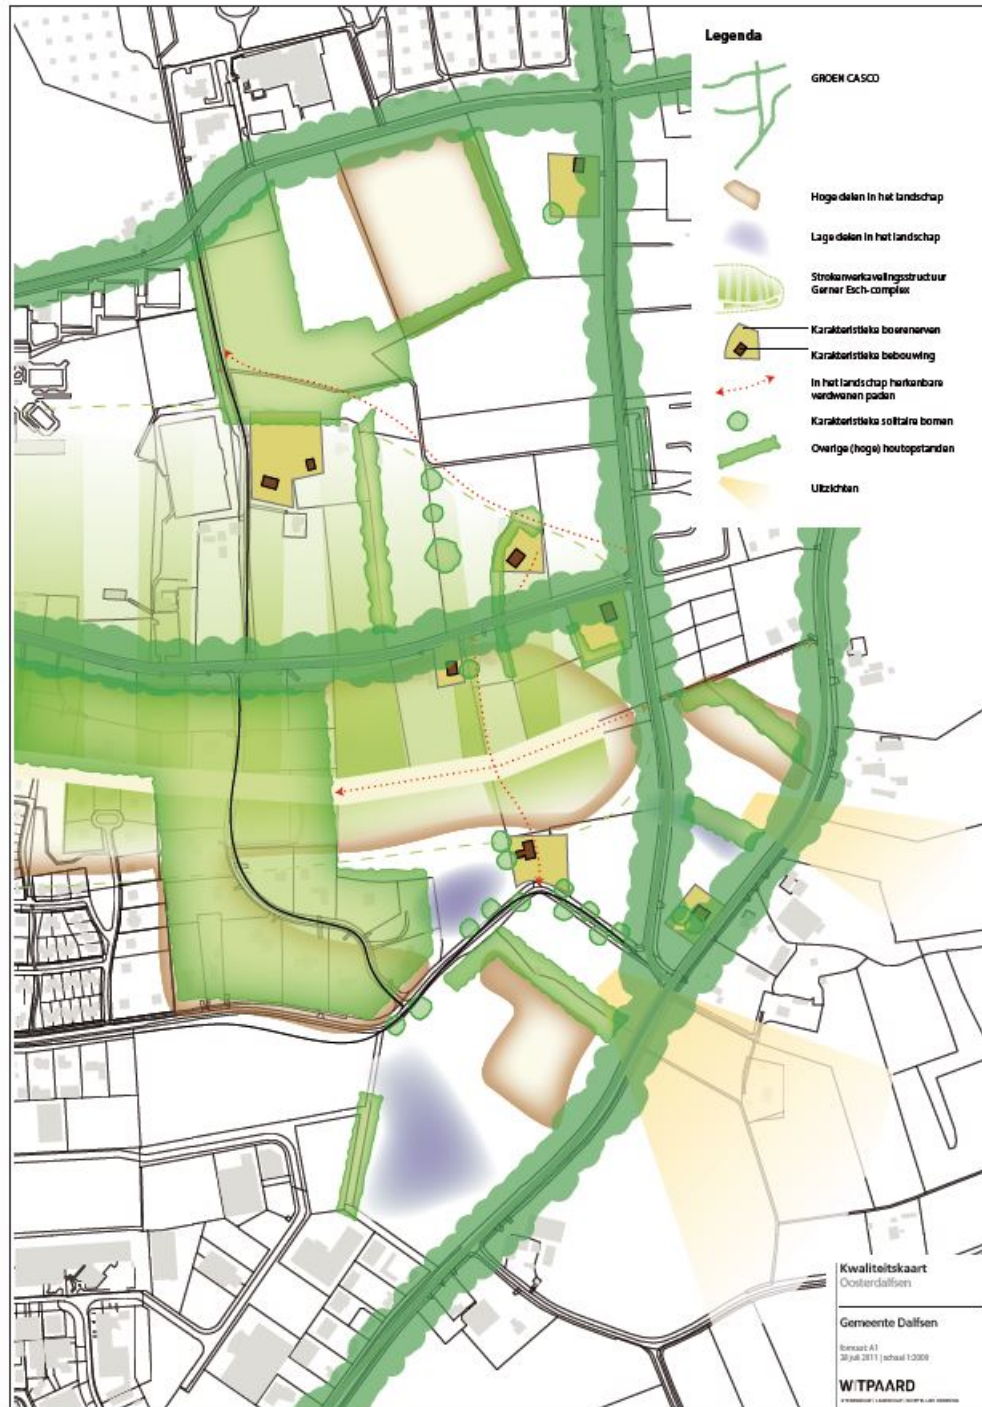 Legenda
GROEN CASCO
Hoge delen in het landschap
Lage delen in het landschap
Strokenverkavelingsstructuur
Gerner Esch-complex
Karakteristieke boerenerven
Karakteristieke bebouwing
In het landschap herkenbare
verdwenen paden
Karakteristieke solitaire bomen
Overige (hoge) houtopstanden
Uitzichten
Kwaliteitskaart
Oosterdalfsen
Gemeente Dalfsen
formaat: A1
28 juli 2011 | schaal 1:2000
WITPAARD